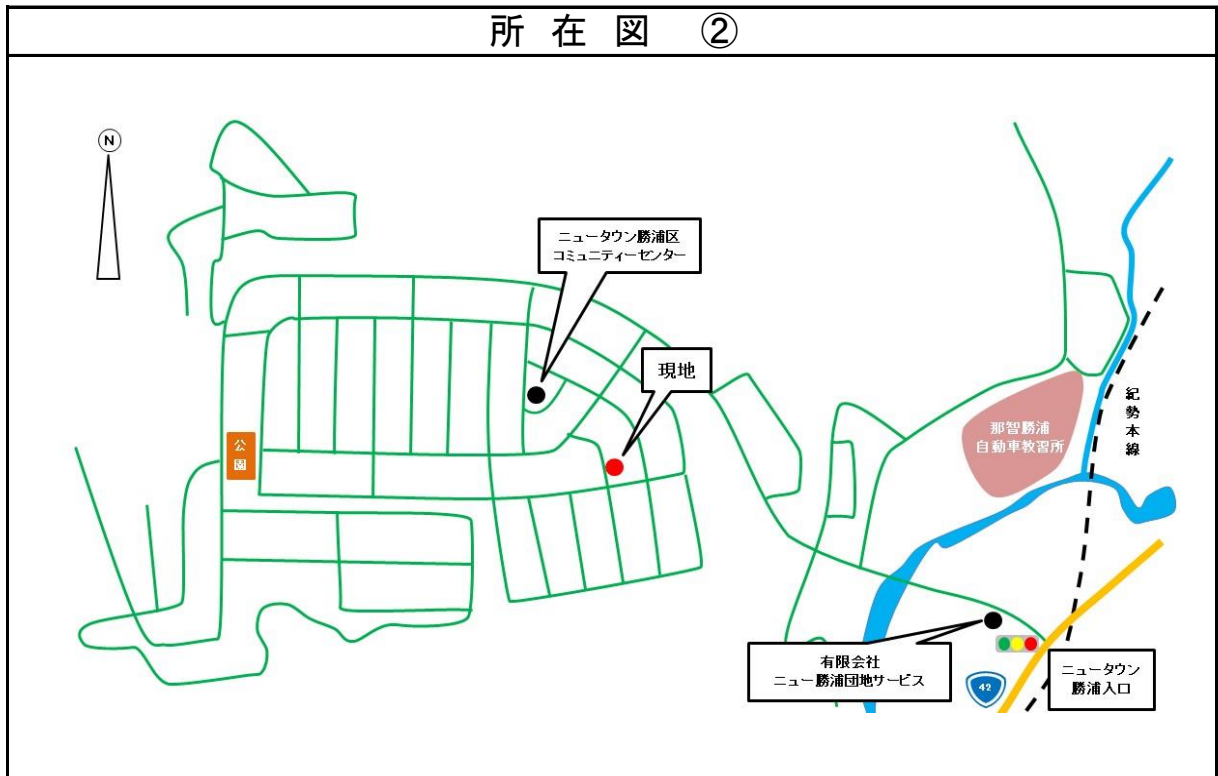 所在図 ②
N
ニュータウン勝浦区
コミュニティーセンター
現地
公園
那智勝浦
自動車教習所
紀勢本線
有限会社
ニュー勝浦団地サービス
42
ニュータウン
勝浦入口